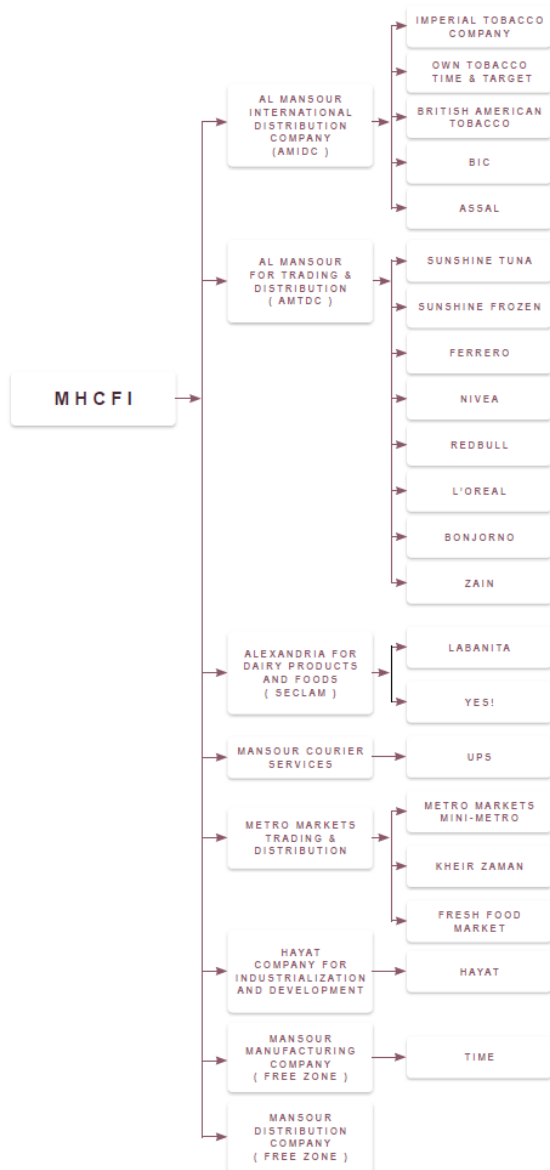 MHCFI
AL MANSOUR
INTERNATIONAL
DISTRIBUTION
COMPANY
(AMIDC )
IMPERIAL TOBACCO
COMPANY
OWN TOBACCO
TIME & TARGET
BRITISH AMERICAN
TOBACCO
BIC
ASSAL
AL MANSOUR
FOR TRADING &
DISTRIBUTION
( AMTDC )
SUNSHINE TUNA
SUNSHINE FROZEN
FERRERO
NIVEA
REDBULL
L'OREAL
BONJORNO
ZAIN
ALEXANDRIA FOR
DAIRY PRODUCTS
AND FOODS
( SECLAM )
LABANITA
YES!
MANSOUR COURIER
SERVICES
UPS
METRO MARKETS
TRADING &
DISTRIBUTION
METRO MARKETS
MINI-METRO
KHEIR ZAMAN
FRESH FOOD
MARKET
HAYAT
COMPANY FOR
INDUSTRIALIZATION
AND DEVELOPMENT
HAYAT
MANSOUR
MANUFACTURING
COMPANY
( FREE ZONE )
TIME
MANSOUR
DISTRIBUTION
COMPANY
( FREE ZONE )